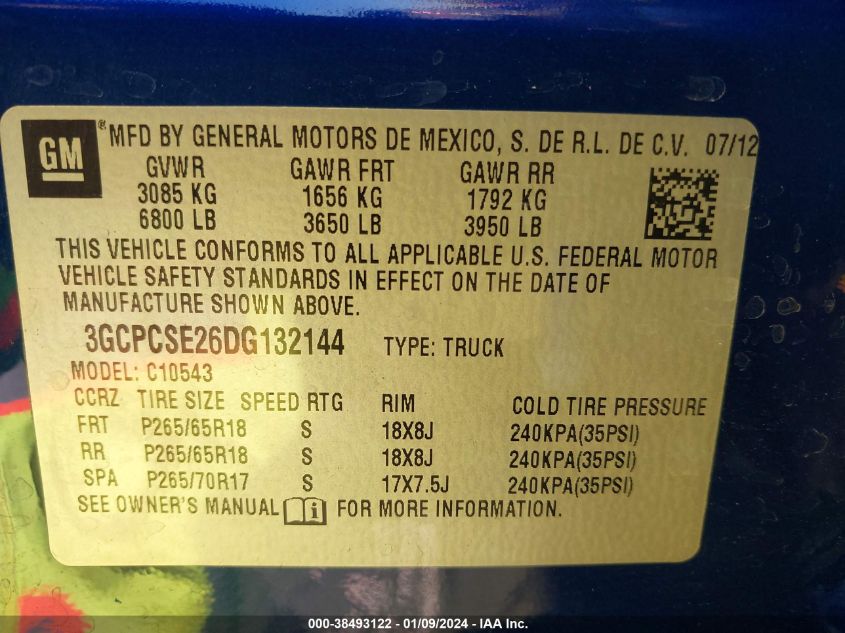 GM ® MFD BY GENERAL MOTORS DE MEXICO, S. DE R.L. DE C.V. 07/12
GVWR GAWR FRT GAWR RR
3085 KG 1656 KG 1792 KG
6800 LB 3650 LB 3950 LB
THIS VEHICLE CONFORMS TO ALL APPLICABLE U.S. FEDERAL MOTOR
VEHICLE SAFETY STANDARDS IN EFFECT ON THE DATE OF
MANUFACTURE SHOWN ABOVE.
3GCPCSE26DG132144 TYPE: TRUCK
MODEL: C10543
CCRZ TIRE SIZE SPEED RTG RIM COLD TIRE PRESSURE
FRT P265/65R18 S 18X8J 240KPA(35PSI)
RR P265/65R18 S 18X8J 240KPA(35PSI)
SPA P265/70R17 S 17X7.5J 240KPA(35PSI)
SEE OWNER'S MANUAL i FOR MORE INFORMATION.
000-38493122 - 01/09/2024 - IAA Inc.